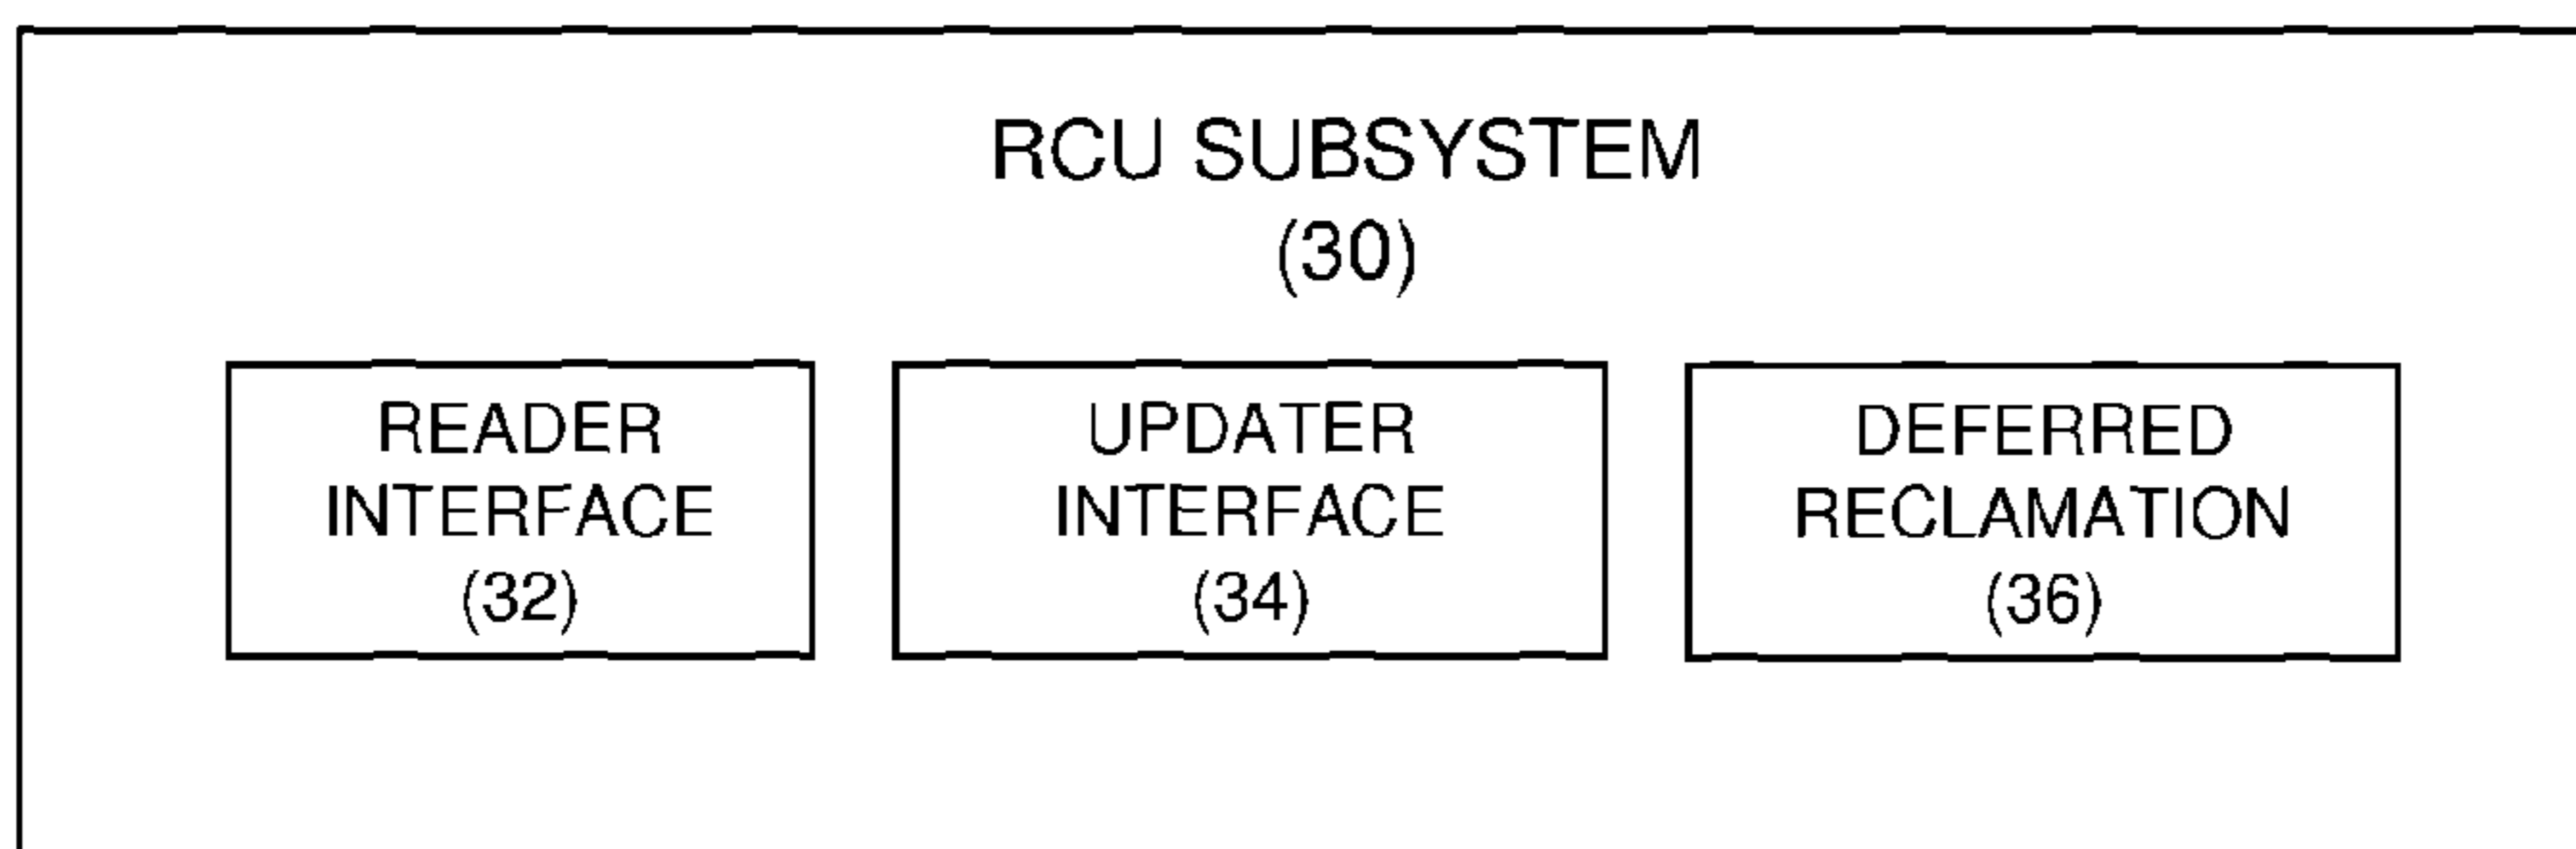 RCU SUBSYSTEM
(30)
READER
INTERFACE
(32)
UPDATER
INTERFACE
(34)
DEFERRED
RECLAMATION
(36)